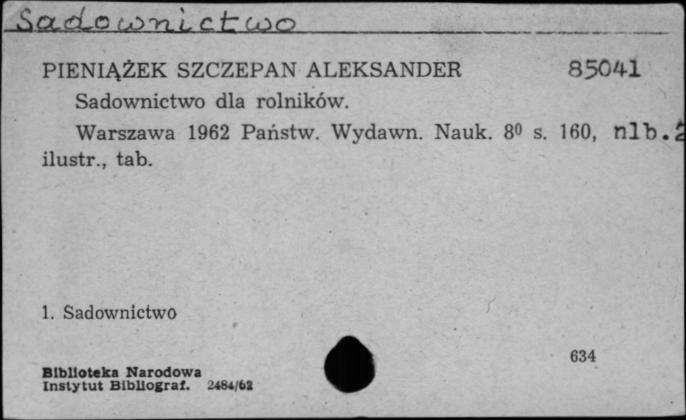 Sadownictwo
PIENIĄŻEK SZCZEPAN ALEKSANDER 85041
Sadownictwo dla rolników.
Warszawa 1962 Państw. Wydawn. Nauk. 8⁰ s. 160, nlb. 2
ilustr., tab.
1. Sadownictwo
634
Biblioteka Narodowa
Instytut Bibliograf. 2484/62